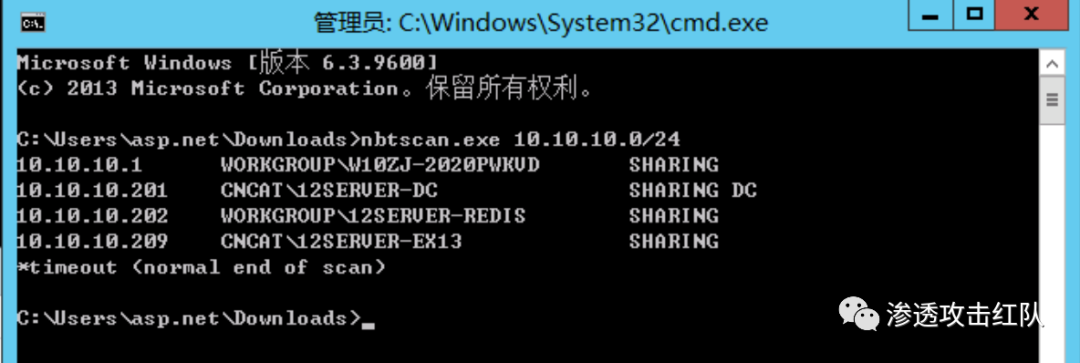 管理员: C:\Windows\System32\cmd.exe
Microsoft Windows [版本 6.3.9600]
(c) 2013 Microsoft Corporation。保留所有权利。
C:\Users\asp.net\Downloads>nbtscan.exe 10.10.10.0/24
10.10.10.1 WORKGROUP\W10ZJ-2020PWKVD SHARING
10.10.10.201 CNCAT\12SERVER-DC SHARING DC
10.10.10.202 WORKGROUP\12SERVER-REDIS SHARING
10.10.10.209 CNCAT\12SERVER-EX13 SHARING
*timeout (normal end of scan)
C:\Users\asp.net\Downloads>_
渗透攻击红队